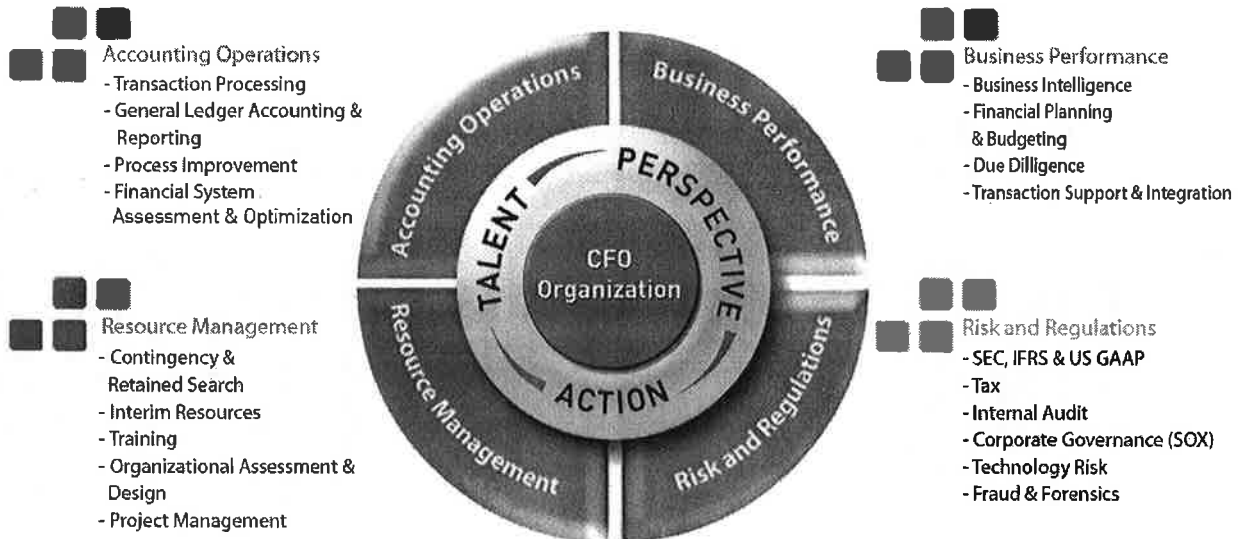 Accounting Operations
- Transaction Processing
- General Ledger Accounting &
Reporting
- Process Improvement
- Financial System
Assessment & Optimization
Business Performance
- Business Intelligence
- Financial Planning
& Budgeting
- Due Dilligence
- Transaction Support & Integration
Accounting Operations
Business Performance
TALENT
PERSPECTIVE
ACTION
CFO
Organization
Resource Management
Risk and Regulations
Resource Management
- Contingency &
Retained Search
- Interim Resources
- Training
- Organizational Assessment &
Design
- Project Management
Risk and Regulations
- SEC, IFRS & US GAAP
- Tax
- Internal Audit
- Corporate Governance (SOX)
- Technology Risk
- Fraud & Forensics